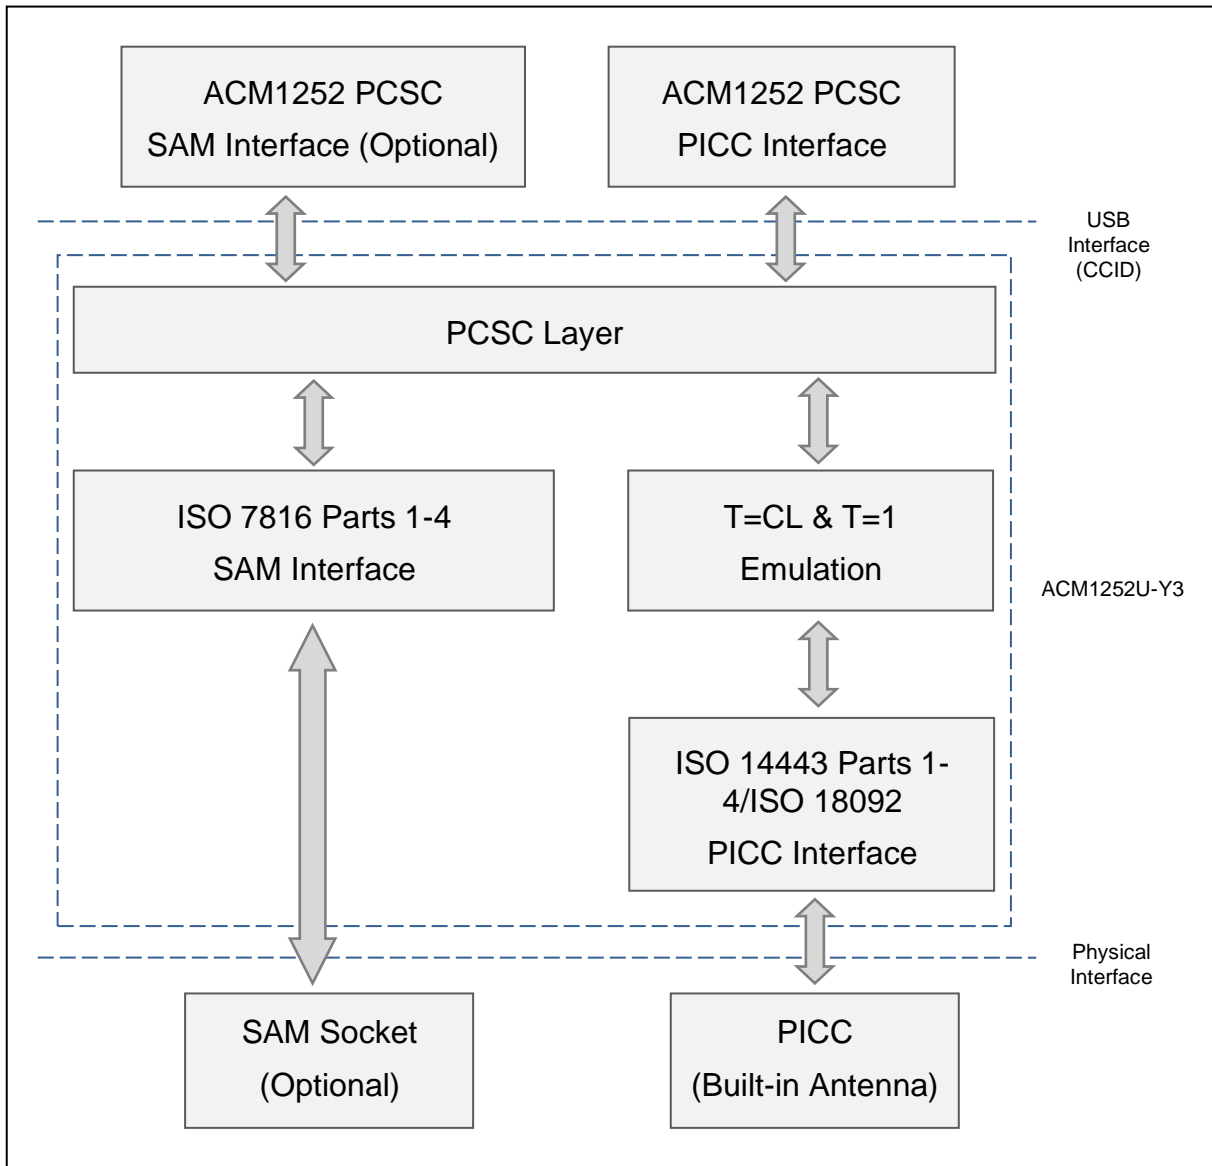 ACM1252 PCSC
SAM Interface (Optional)
ACM1252 PCSC
PICC Interface
USB
Interface
(CCID)
PCSC Layer
ISO 7816 Parts 1-4
SAM Interface
T=CL & T=1
Emulation
ACM1252U-Y3
ISO 14443 Parts 1-
4/ISO 18092
PICC Interface
Physical
Interface
SAM Socket
(Optional)
PICC
(Built-in Antenna)